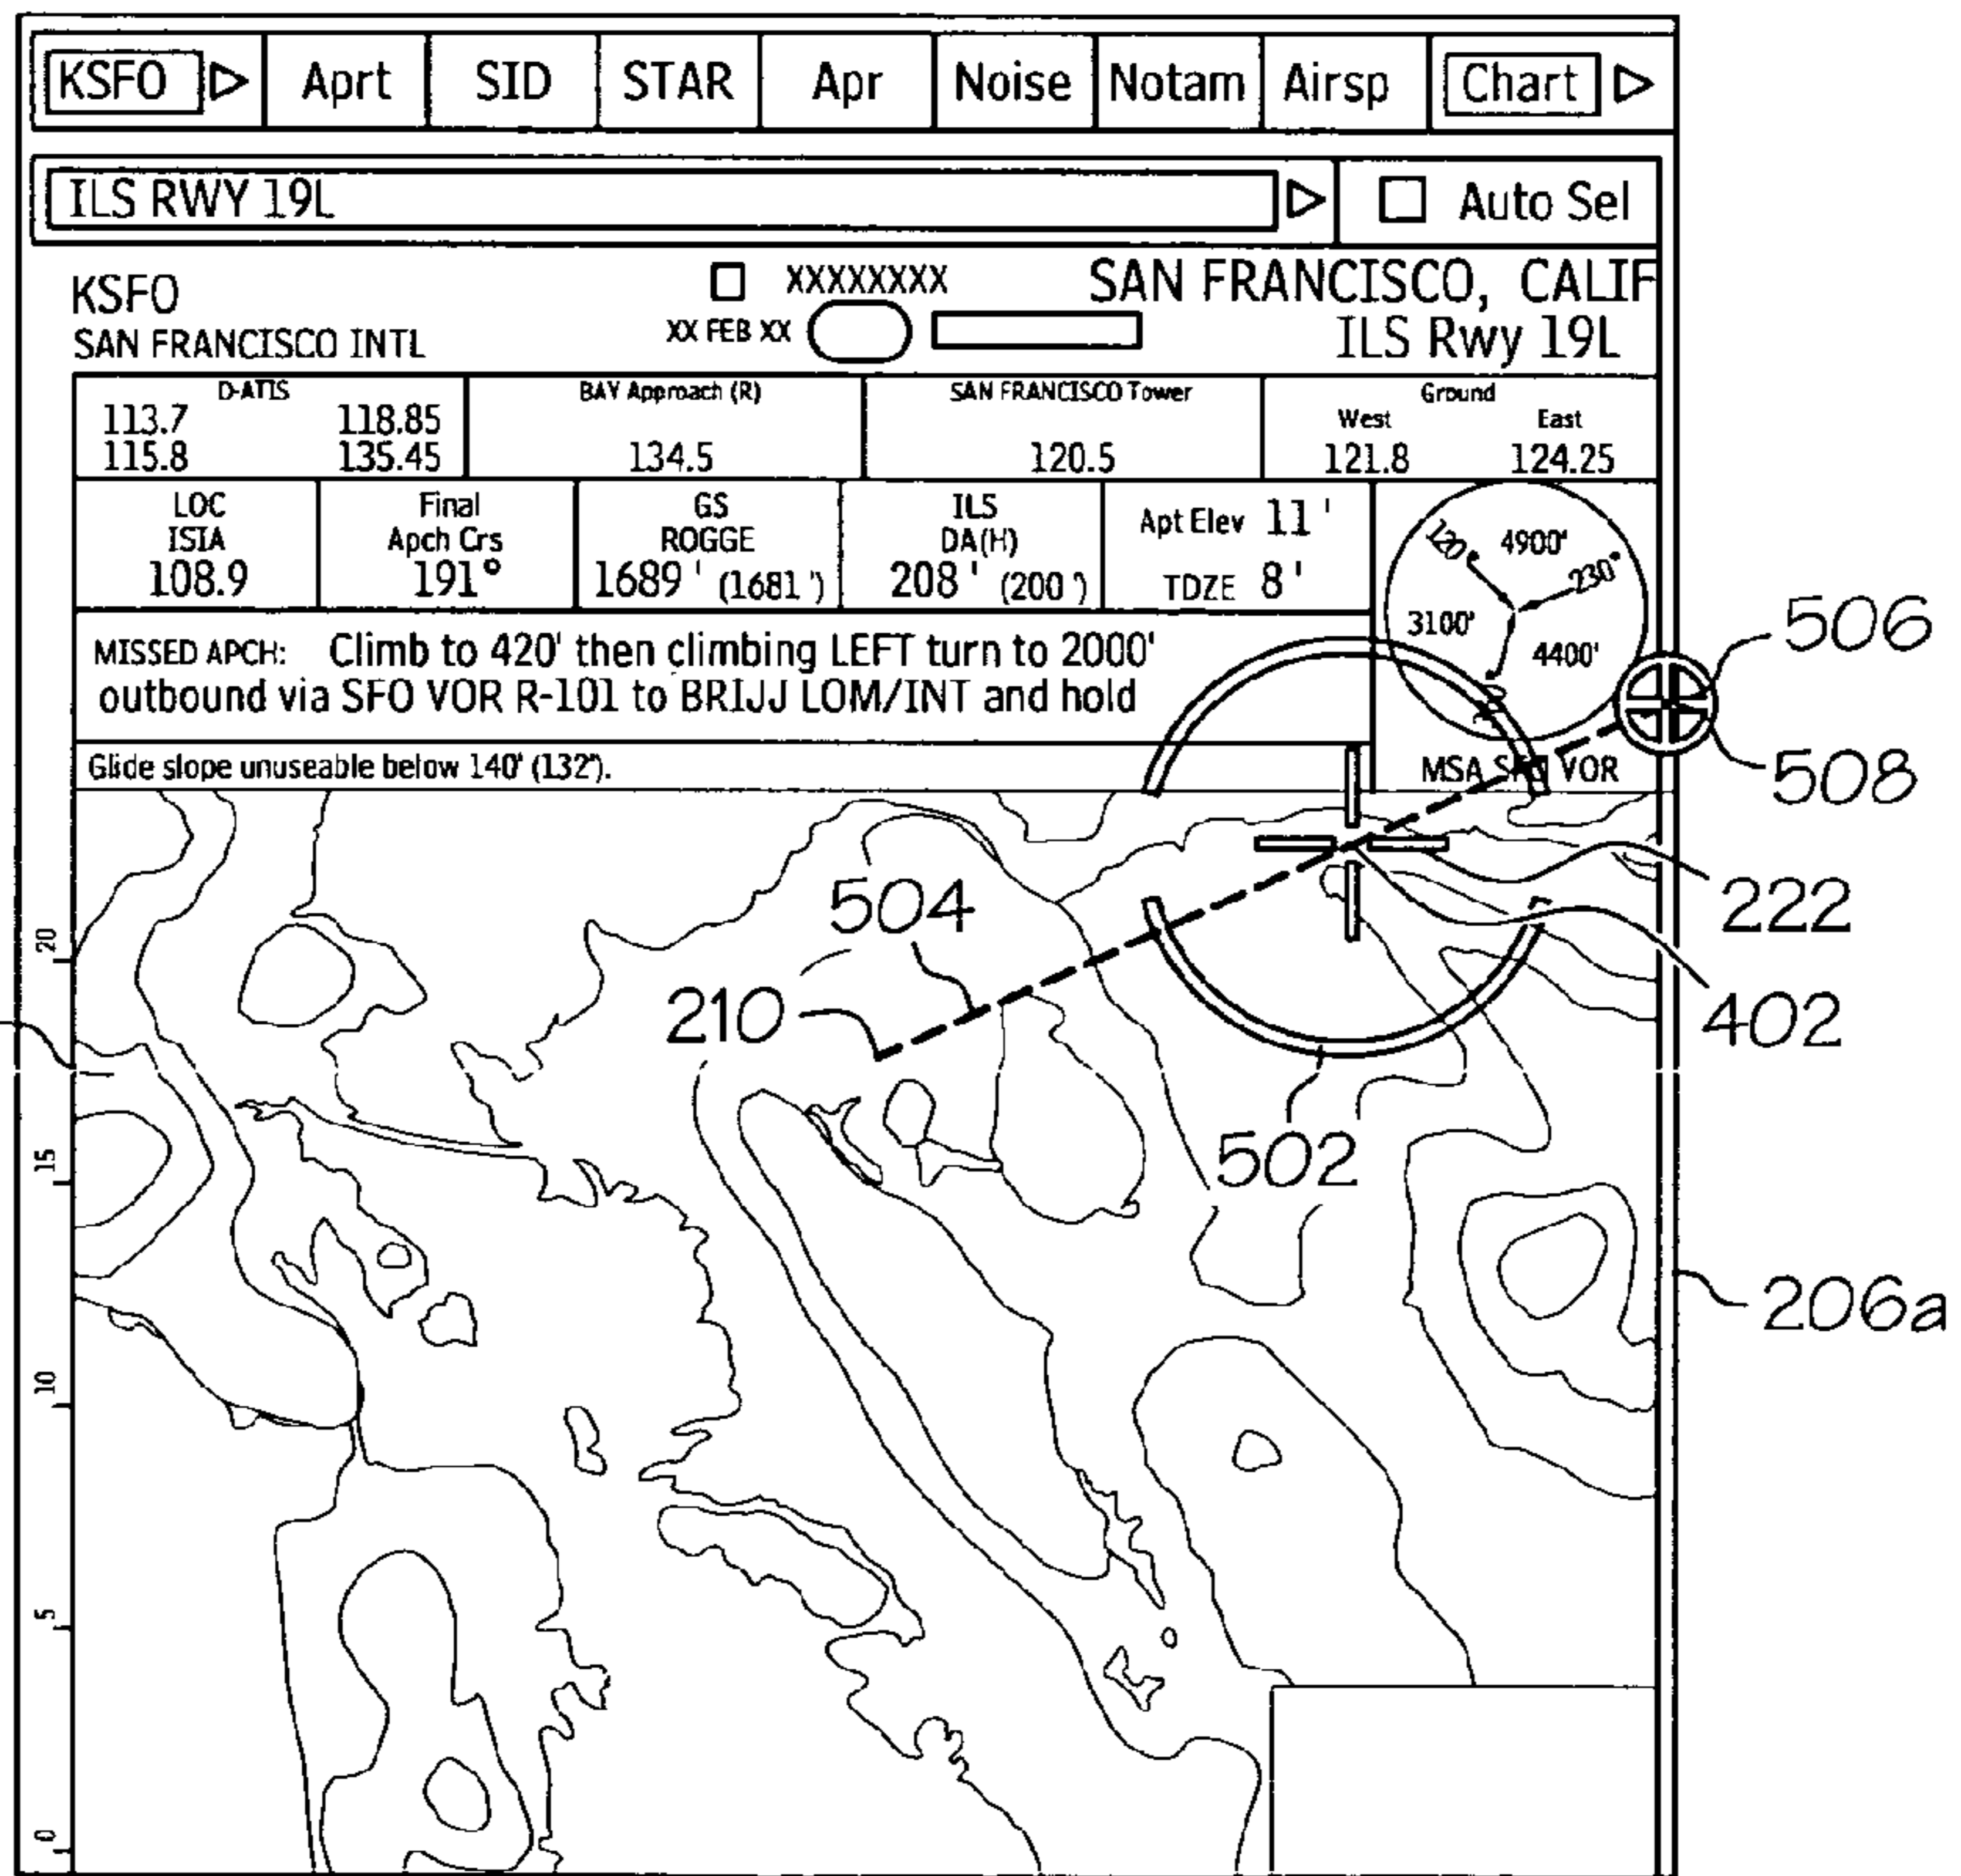 KSFO Aprt SID STAR Apr Noise Notam Airsp Chart
ILS RWY 19L Auto Sel
KSFO XXXXXXXX SAN FRANCISCO, CALIF
SAN FRANCISCO INTL XX FEB XX ILS Rwy 19L
D-ATIS BAY Approach (R) SAN FRANCISCO Tower Ground
113.7 118.85 West East
115.8 135.45 134.5 120.5 121.8 124.25
LOC Final GS ILS Apt Elev 11'
ISIA Apch Crs ROGGE DA(H)
108.9 191° 1689' (1681') 208' (200') TDZE 8'
120° 4900' 230°
3100' 4400'
MISSED APCH: Climb to 420' then climbing LEFT turn to 2000'
outbound via SFO VOR R-101 to BRIJJ LOM/INT and hold
Glide slope unuseable below 140' (132').
MSA VOR
506
508
222
402
504
210
502
206a
20
15
10
5
0